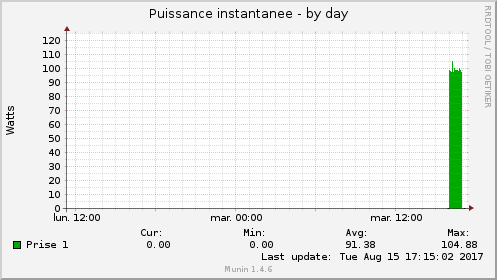 Puissance instantanee - by day
RRDTOOL / TOBI OETIKER
Watts
120
110
100
90
80
70
60
50
40
30
20
10
0
lun. 12:00 mar. 00:00 mar. 12:00
Cur: Min: Avg: Max:
Prise 1 0.00 0.00 91.38 104.88
Last update: Tue Aug 15 17:15:02 2017
Munin 1.4.6